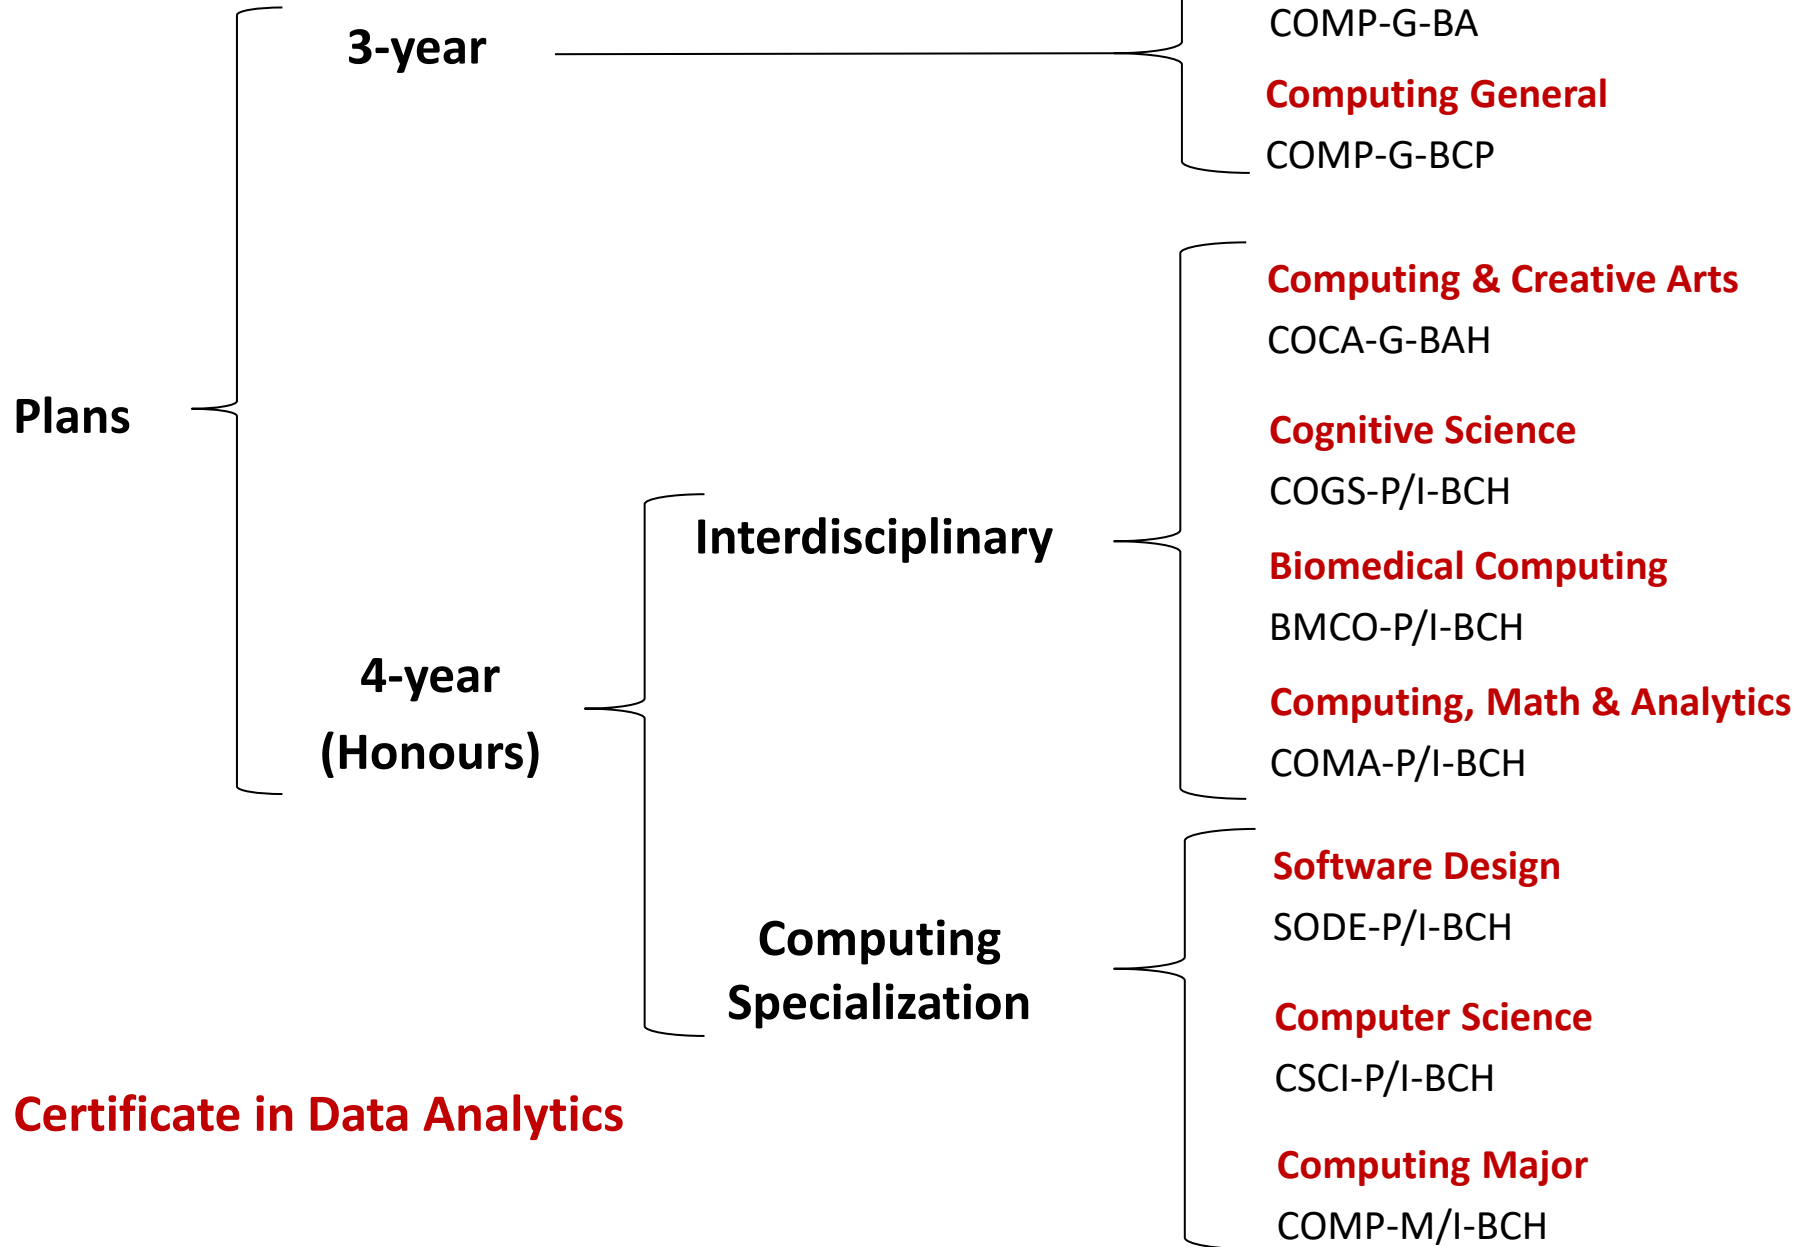 3-year
COMP-G-BA
Computing General
COMP-G-BCP
Plans
4-year
(Honours)
Interdisciplinary
Computing & Creative Arts
COCA-G-BAH
Cognitive Science
COGS-P/I-BCH
Biomedical Computing
BMCO-P/I-BCH
Computing, Math & Analytics
COMA-P/I-BCH
Computing
Specialization
Software Design
SODE-P/I-BCH
Computer Science
CSCI-P/I-BCH
Computing Major
COMP-M/I-BCH
Certificate in Data Analytics